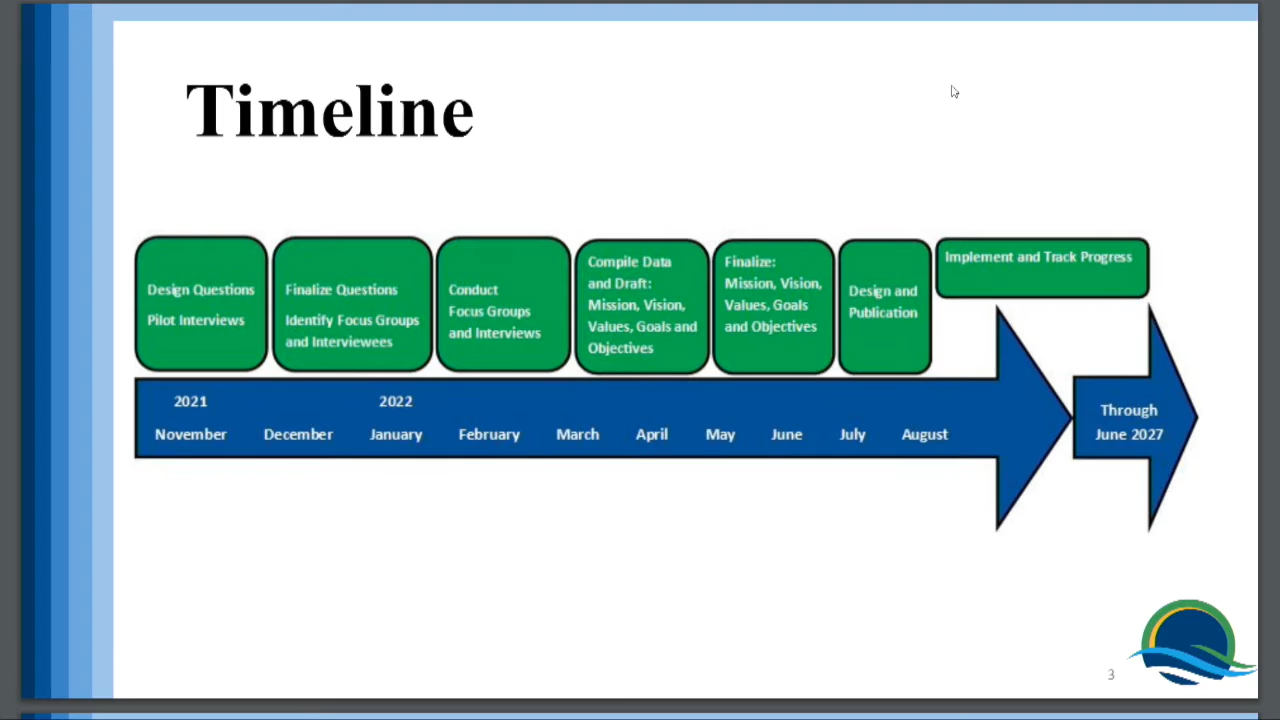 Timeline
Design Questions
Pilot Interviews
Finalize Questions
Identify Focus Groups
and Interviewees
Conduct
Focus Groups
and Interviews
Compile Data
and Draft:
Mission, Vision,
Values, Goals and
Objectives
Finalize:
Mission, Vision,
Values, Goals
and Objectives
Design and
Publication
Implement and Track Progress
2021
2022
November
December
January
February
March
April
May
June
July
August
Through
June 2027
3